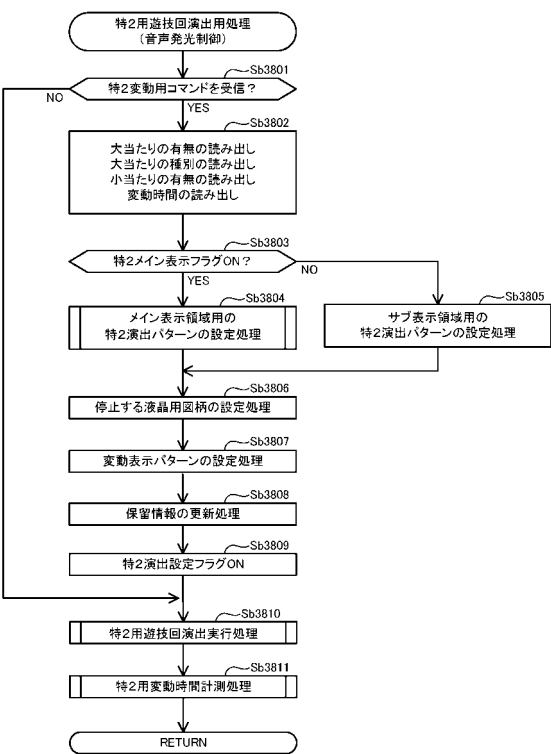 特2用遊技回演出用処理
(音声発光制御)
Sb3801
特2変動用コマンドを受信？
NO
YES
Sb3802
大当たりの有無の読み出し
大当たりの種別の読み出し
小当たりの有無の読み出し
変動時間の読み出し
Sb3803
特2メイン表示フラグON？
NO
YES
Sb3804
メイン表示領域用の
特2演出パターンの設定処理
Sb3805
サブ表示領域用の
特2演出パターンの設定処理
Sb3806
停止する液晶用図柄の設定処理
Sb3807
変動表示パターンの設定処理
Sb3808
保留情報の更新処理
Sb3809
特2演出設定フラグON
Sb3810
特2用遊技回演出実行処理
Sb3811
特2用変動時間計測処理
RETURN